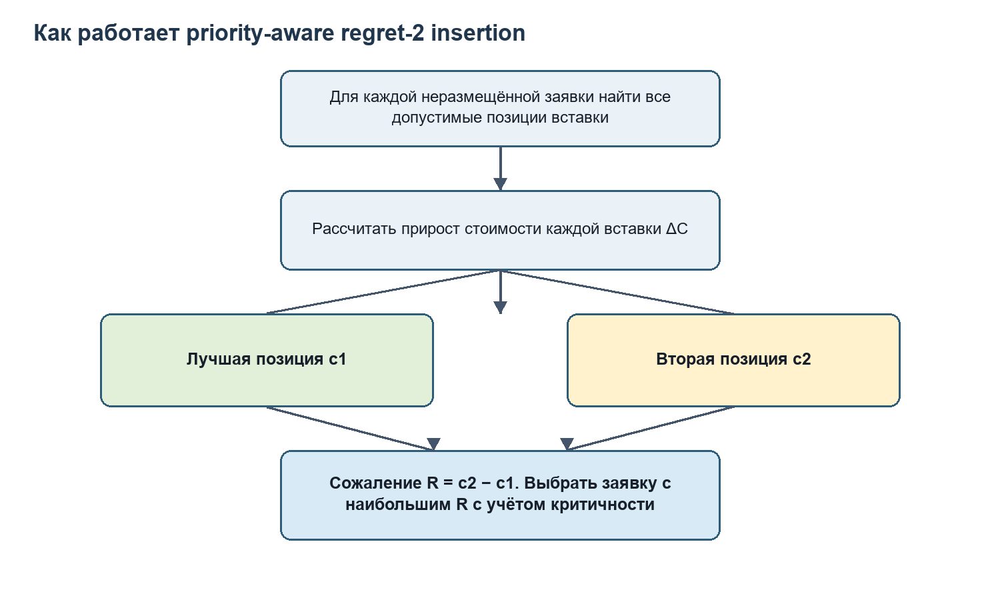 Как работает priority-aware regret-2 insertion
Для каждой неразмещённой заявки найти все
допустимые позиции вставки
Рассчитать прирост стоимости каждой вставки ΔC
Лучшая позиция c1
Вторая позиция c2
Сожаление R = c2 − c1. Выбрать заявку с
наибольшим R с учётом критичности